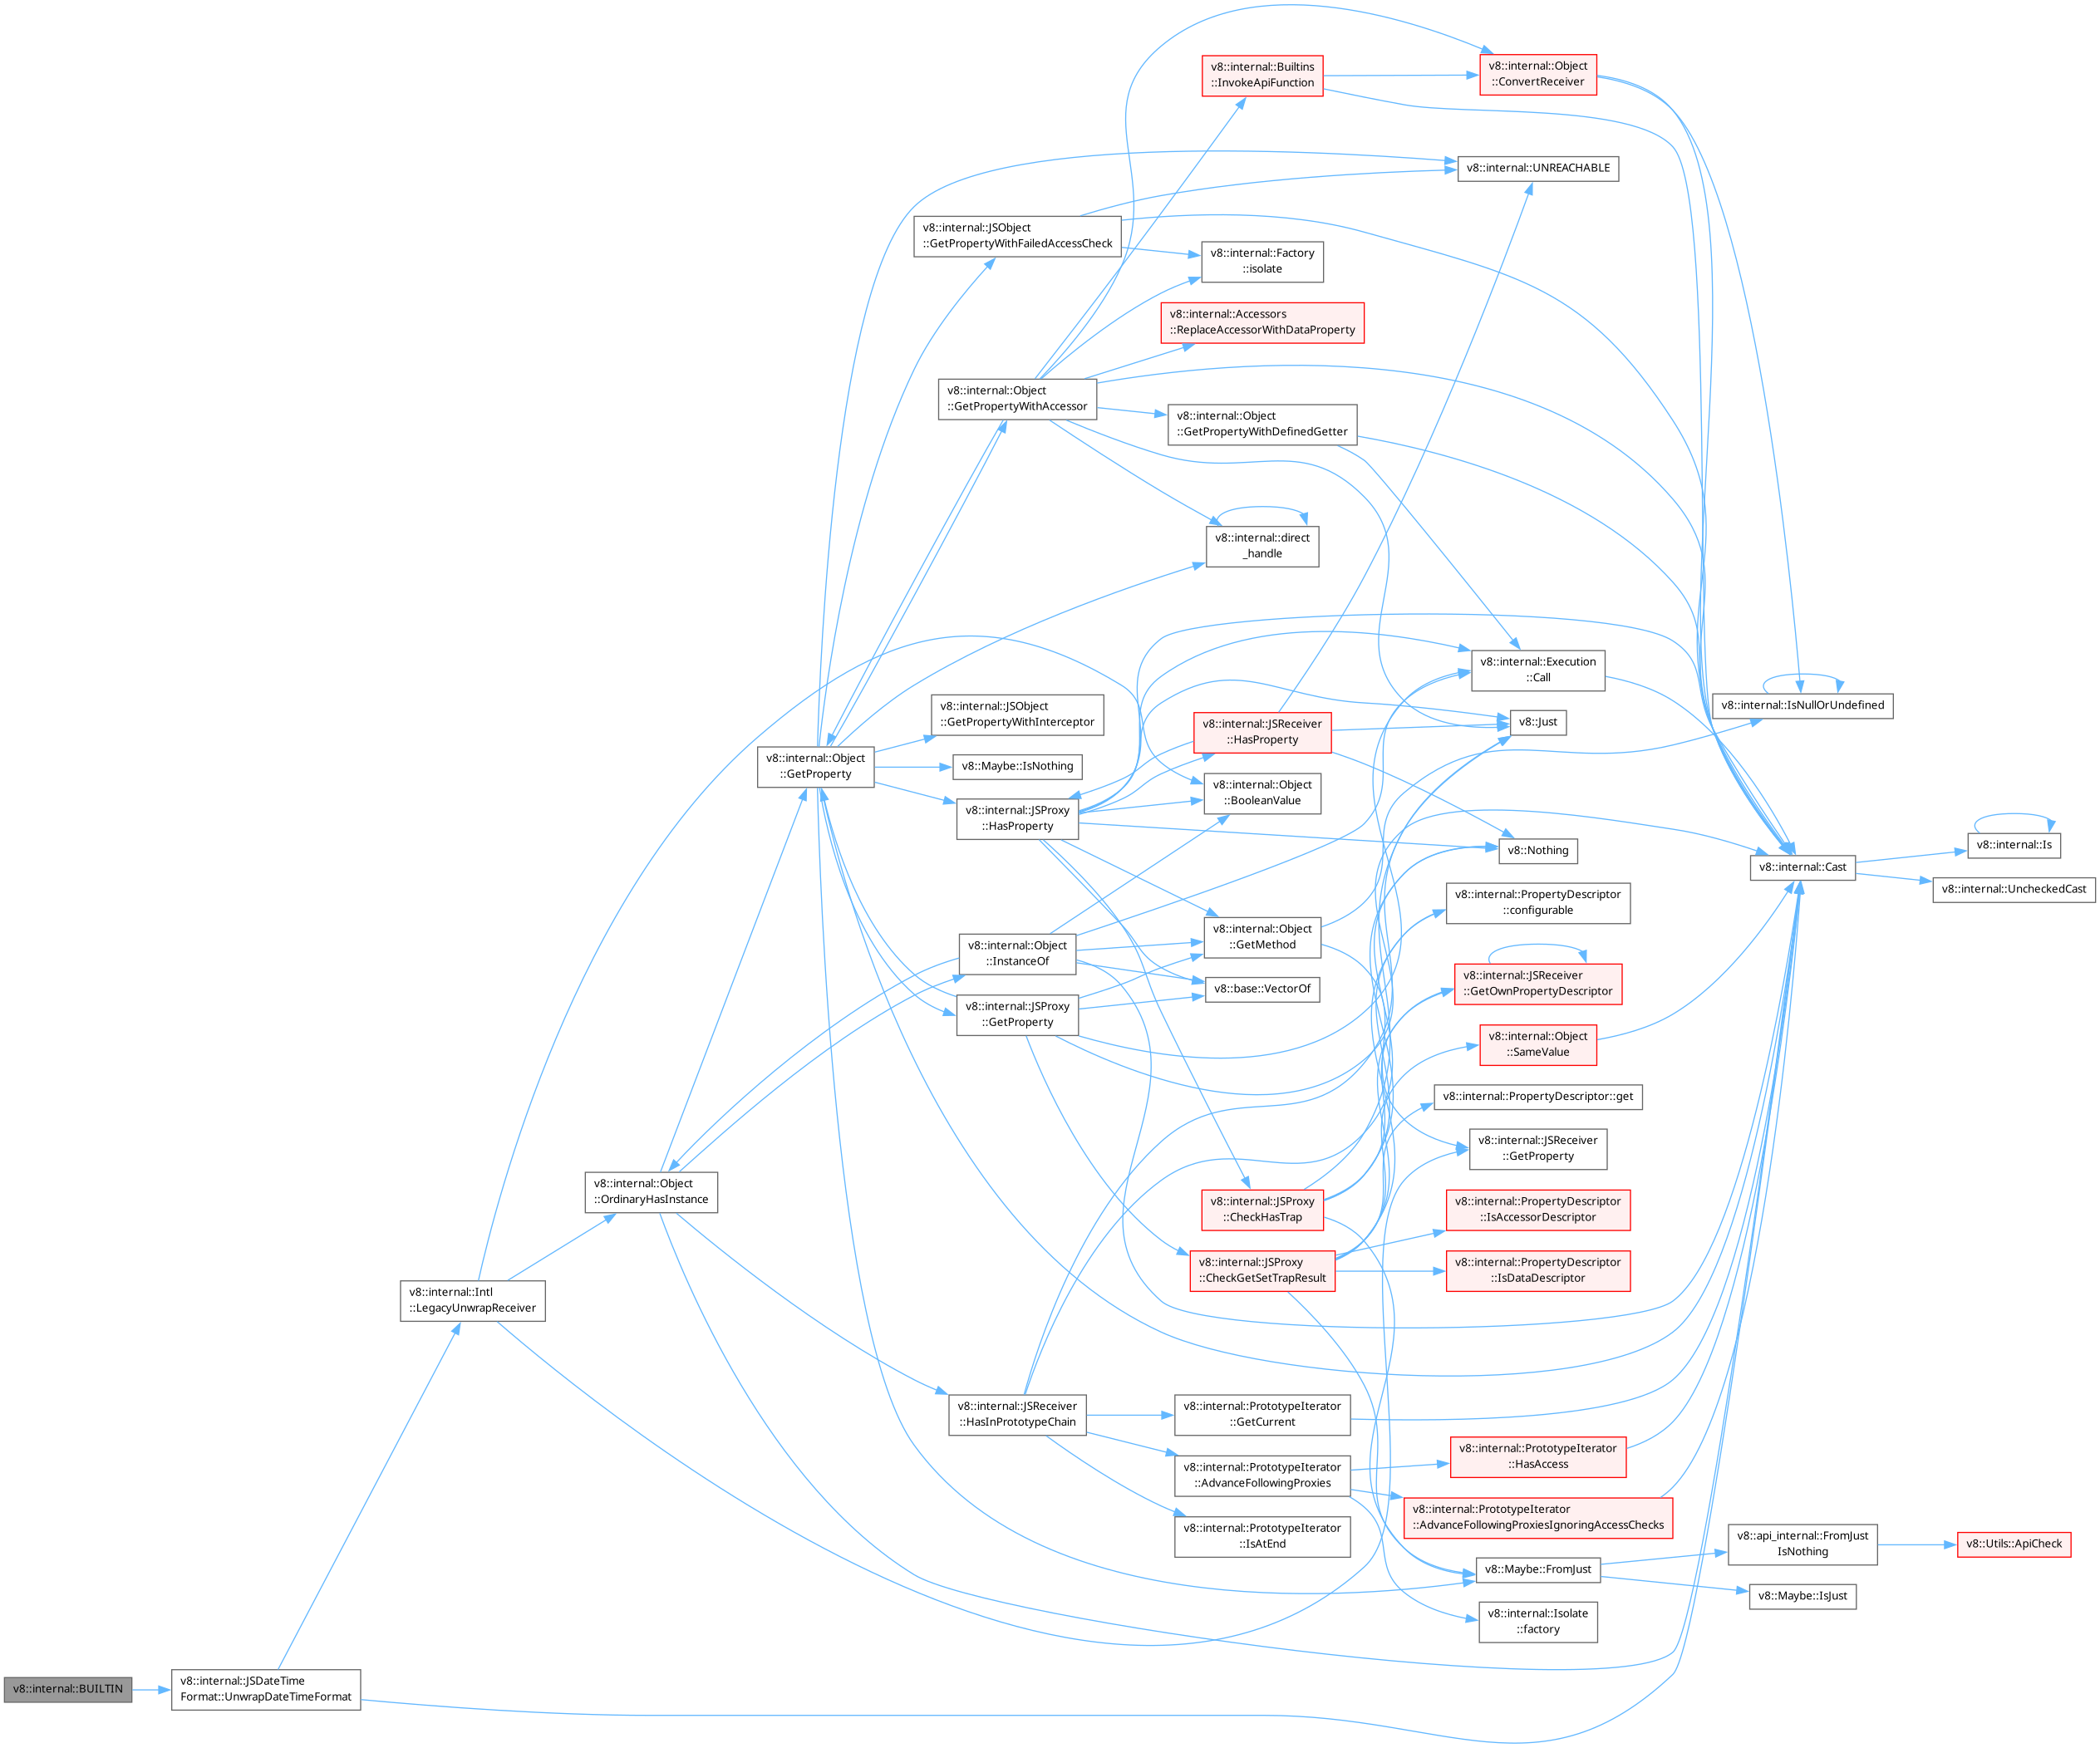 v8::internal::Builtins
::InvokeApiFunction
v8::internal::Object
::ConvertReceiver
v8::internal::UNREACHABLE
v8::internal::JSObject
::GetPropertyWithFailedAccessCheck
v8::internal::Factory
::isolate
v8::internal::Accessors
::ReplaceAccessorWithDataProperty
v8::internal::Object
::GetPropertyWithAccessor
v8::internal::Object
::GetPropertyWithDefinedGetter
v8::internal::direct
_handle
v8::internal::Execution
::Call
v8::internal::IsNullOrUndefined
v8::internal::JSObject
::GetPropertyWithInterceptor
v8::internal::JSReceiver
::HasProperty
v8::Just
v8::internal::Object
::GetProperty
v8::Maybe::IsNothing
v8::internal::Object
::BooleanValue
v8::internal::JSProxy
::HasProperty
v8::Nothing
v8::internal::Cast
v8::internal::Is
v8::internal::UncheckedCast
v8::internal::PropertyDescriptor
::configurable
v8::internal::Object
::GetMethod
v8::internal::Object
::InstanceOf
v8::base::VectorOf
v8::internal::JSReceiver
::GetOwnPropertyDescriptor
v8::internal::JSProxy
::GetProperty
v8::internal::Object
::SameValue
v8::internal::PropertyDescriptor::get
v8::internal::JSReceiver
::GetProperty
v8::internal::Object
::OrdinaryHasInstance
v8::internal::JSProxy
::CheckHasTrap
v8::internal::PropertyDescriptor
::IsAccessorDescriptor
v8::internal::JSProxy
::CheckGetSetTrapResult
v8::internal::PropertyDescriptor
::IsDataDescriptor
v8::internal::Intl
::LegacyUnwrapReceiver
v8::internal::JSReceiver
::HasInPrototypeChain
v8::internal::PrototypeIterator
::GetCurrent
v8::internal::PrototypeIterator
::HasAccess
v8::internal::PrototypeIterator
::AdvanceFollowingProxies
v8::internal::PrototypeIterator
::AdvanceFollowingProxiesIgnoringAccessChecks
v8::internal::PrototypeIterator
::IsAtEnd
v8::api_internal::FromJust
IsNothing
v8::Utils::ApiCheck
v8::Maybe::FromJust
v8::Maybe::IsJust
v8::internal::Isolate
::factory
v8::internal::BUILTIN
v8::internal::JSDateTime
Format::UnwrapDateTimeFormat